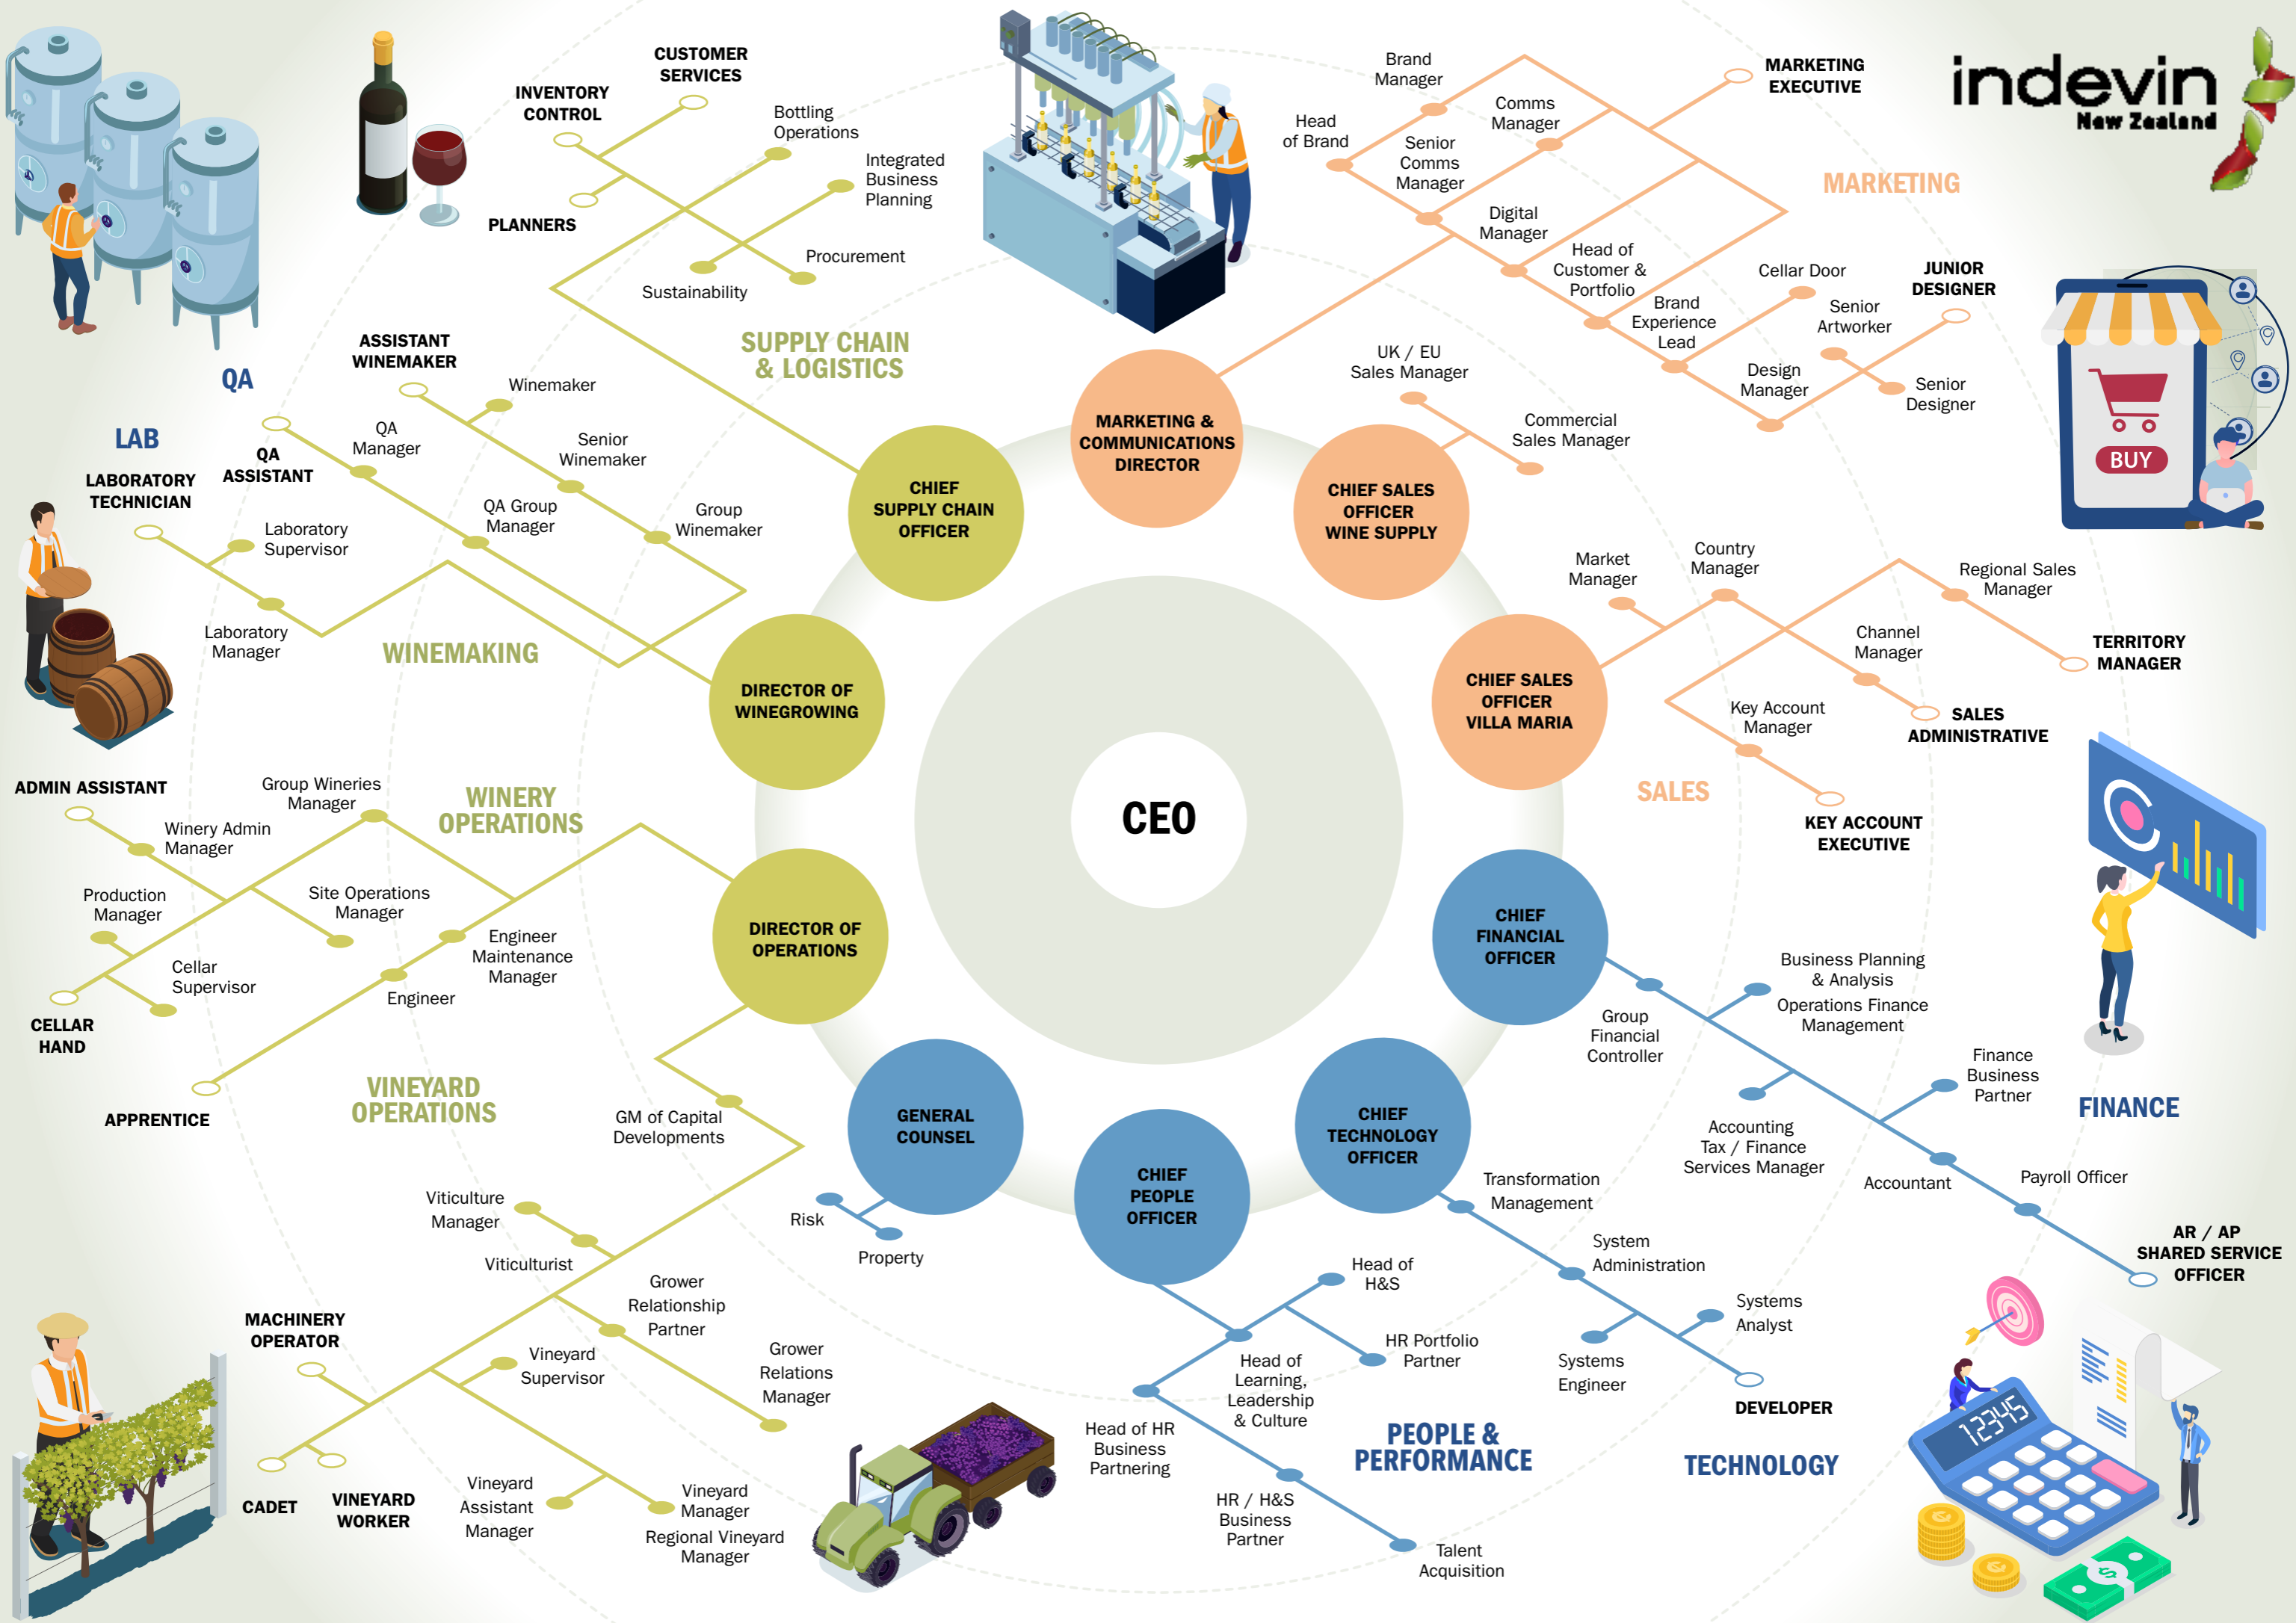 CUSTOMER
SERVICES
INVENTORY
CONTROL
Bottling
Operations
Integrated
Business
Planning
PLANNERS
Procurement
Sustainability
SUPPLY CHAIN
& LOGISTICS
Brand
Manager
MARKETING
EXECUTIVE
indevin
New Zealand
Comms
Manager
Head
of Brand
Senior
Comms
Manager
MARKETING
Digital
Manager
Head of
Customer &
Portfolio
Cellar Door
JUNIOR
DESIGNER
Brand
Experience
Lead
Senior
Artworker
Design
Manager
Senior
Designer
BUY
UK / EU
Sales Manager
Commercial
Sales Manager
QA
ASSISTANT
WINEMAKER
Winemaker
LAB
QA
Manager
QA
ASSISTANT
Senior
Winemaker
LABORATORY
TECHNICIAN
QA Group
Manager
Group
Winemaker
Laboratory
Supervisor
Laboratory
Manager
WINEMAKING
CHIEF
SUPPLY CHAIN
OFFICER
MARKETING &
COMMUNICATIONS
DIRECTOR
CHIEF SALES
OFFICER
WINE SUPPLY
DIRECTOR OF
WINEGROWING
CHIEF SALES
OFFICER
VILLA MARIA
Market
Manager
Country
Manager
Regional Sales
Manager
Channel
Manager
TERRITORY
MANAGER
Key Account
Manager
SALES
ADMINISTRATIVE
SALES
KEY ACCOUNT
EXECUTIVE
CEO
ADMIN ASSISTANT
Group Wineries
Manager
WINERY
OPERATIONS
Winery Admin
Manager
Production
Manager
Site Operations
Manager
Cellar
Supervisor
Engineer
Maintenance
Manager
Engineer
CELLAR
HAND
APPRENTICE
DIRECTOR OF
OPERATIONS
CHIEF
FINANCIAL
OFFICER
Business Planning
& Analysis
Operations Finance
Management
Group
Financial
Controller
Finance
Business
Partner
FINANCE
Accounting
Tax / Finance
Services Manager
Accountant
Payroll Officer
AR / AP
SHARED SERVICE
OFFICER
VINEYARD
OPERATIONS
GM of Capital
Developments
GENERAL
COUNSEL
CHIEF
PEOPLE
OFFICER
CHIEF
TECHNOLOGY
OFFICER
Risk
Property
Transformation
Management
System
Administration
Systems
Analyst
Systems
Engineer
DEVELOPER
TECHNOLOGY
Head of
H&S
HR Portfolio
Partner
Head of
Learning,
Leadership
& Culture
Head of HR
Business
Partnering
PEOPLE &
PERFORMANCE
HR / H&S
Business
Partner
Talent
Acquisition
Viticulture
Manager
Viticulturist
Grower
Relationship
Partner
MACHINERY
OPERATOR
Vineyard
Supervisor
Grower
Relations
Manager
CADET
VINEYARD
WORKER
Vineyard
Assistant
Manager
Vineyard
Manager
Regional Vineyard
Manager
12345